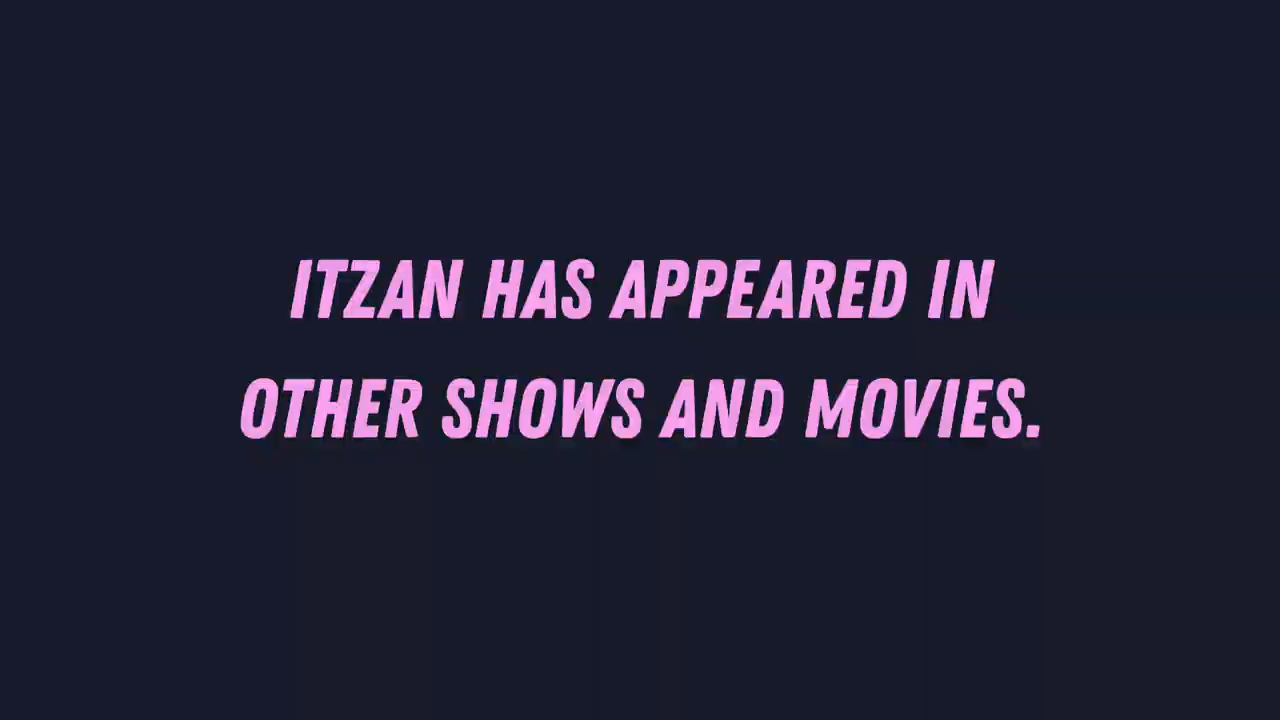 ITZAN HAS APPEARED IN
OTHER SHOWS AND MOVIES.